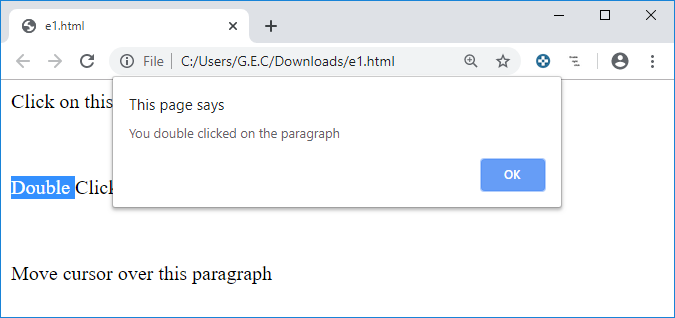 e1.html
File C:/Users/G.E.C/Downloads/e1.html
Click on this
This page says
You double clicked on the paragraph
OK
Double Click
Move cursor over this paragraph